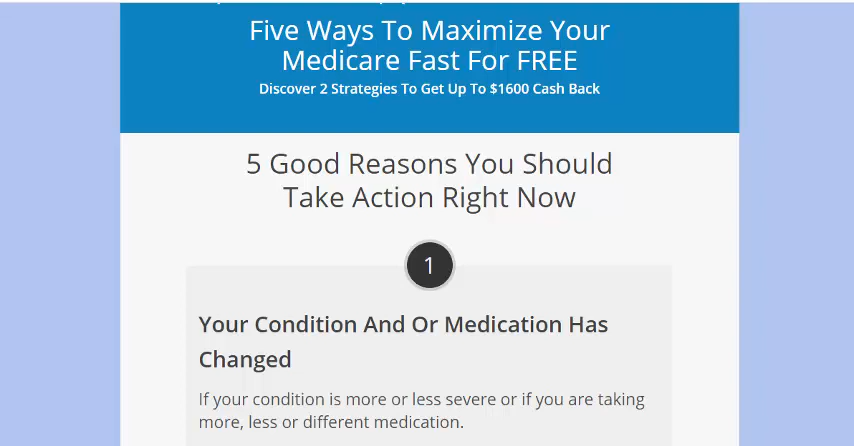 Five Ways To Maximize Your
Medicare Fast For FREE
Discover 2 Strategies To Get Up To $1600 Cash Back
5 Good Reasons You Should
Take Action Right Now
1
Your Condition And Or Medication Has
Changed
If your condition is more or less severe or if you are taking
more, less or different medication.